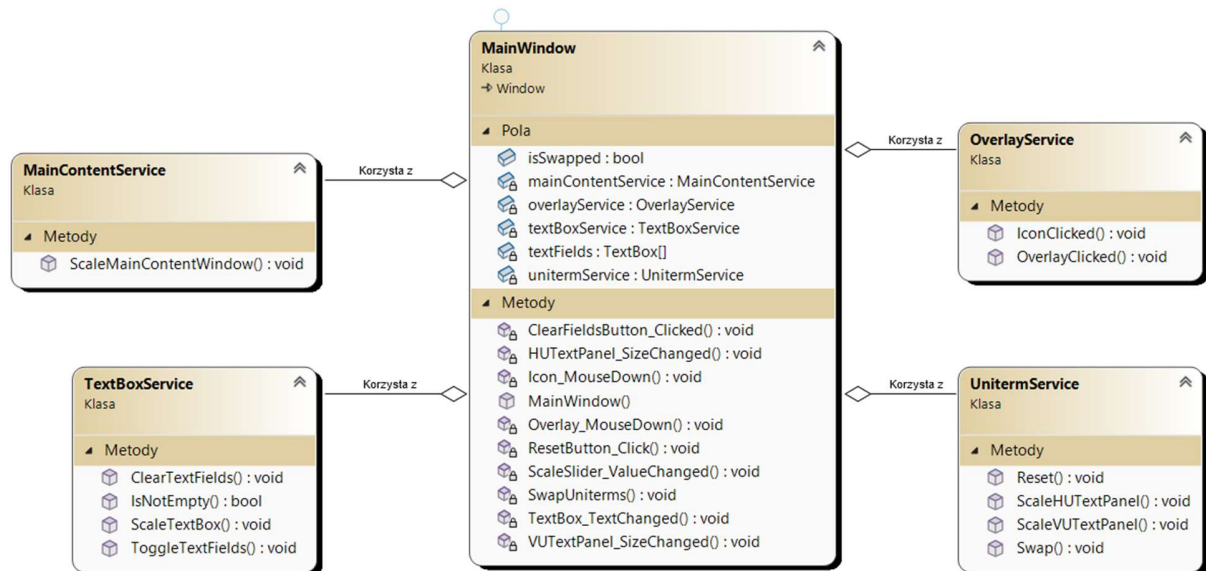 MainWindow
Klasa
Window
Pola
isSwapped : bool
mainContentService : MainContentService
overlayService : OverlayService
textBoxService : TextBoxService
textFields : TextBox[]
unitermService : UnitermService
Metody
ClearFieldsButton_Clicked() : void
HUTextPanel_SizeChanged() : void
Icon_MouseDown() : void
MainWindow()
Overlay_MouseDown() : void
ResetButton_Click() : void
ScaleSlider_ValueChanged() : void
SwapUniterms() : void
TextBox_TextChanged() : void
VUTextPanel_SizeChanged() : void
MainContentService
Klasa
Metody
ScaleMainContentWindow() : void
Korzysta z
TextBoxService
Klasa
Metody
ClearTextFields() : void
IsNotEmpty() : bool
ScaleTextBox() : void
ToggleTextFields() : void
Korzysta z
OverlayService
Klasa
Metody
IconClicked() : void
OverlayClicked() : void
Korzysta z
UnitermService
Klasa
Metody
Reset() : void
ScaleHUTextPanel() : void
ScaleVUTextPanel() : void
Swap() : void
Korzysta z